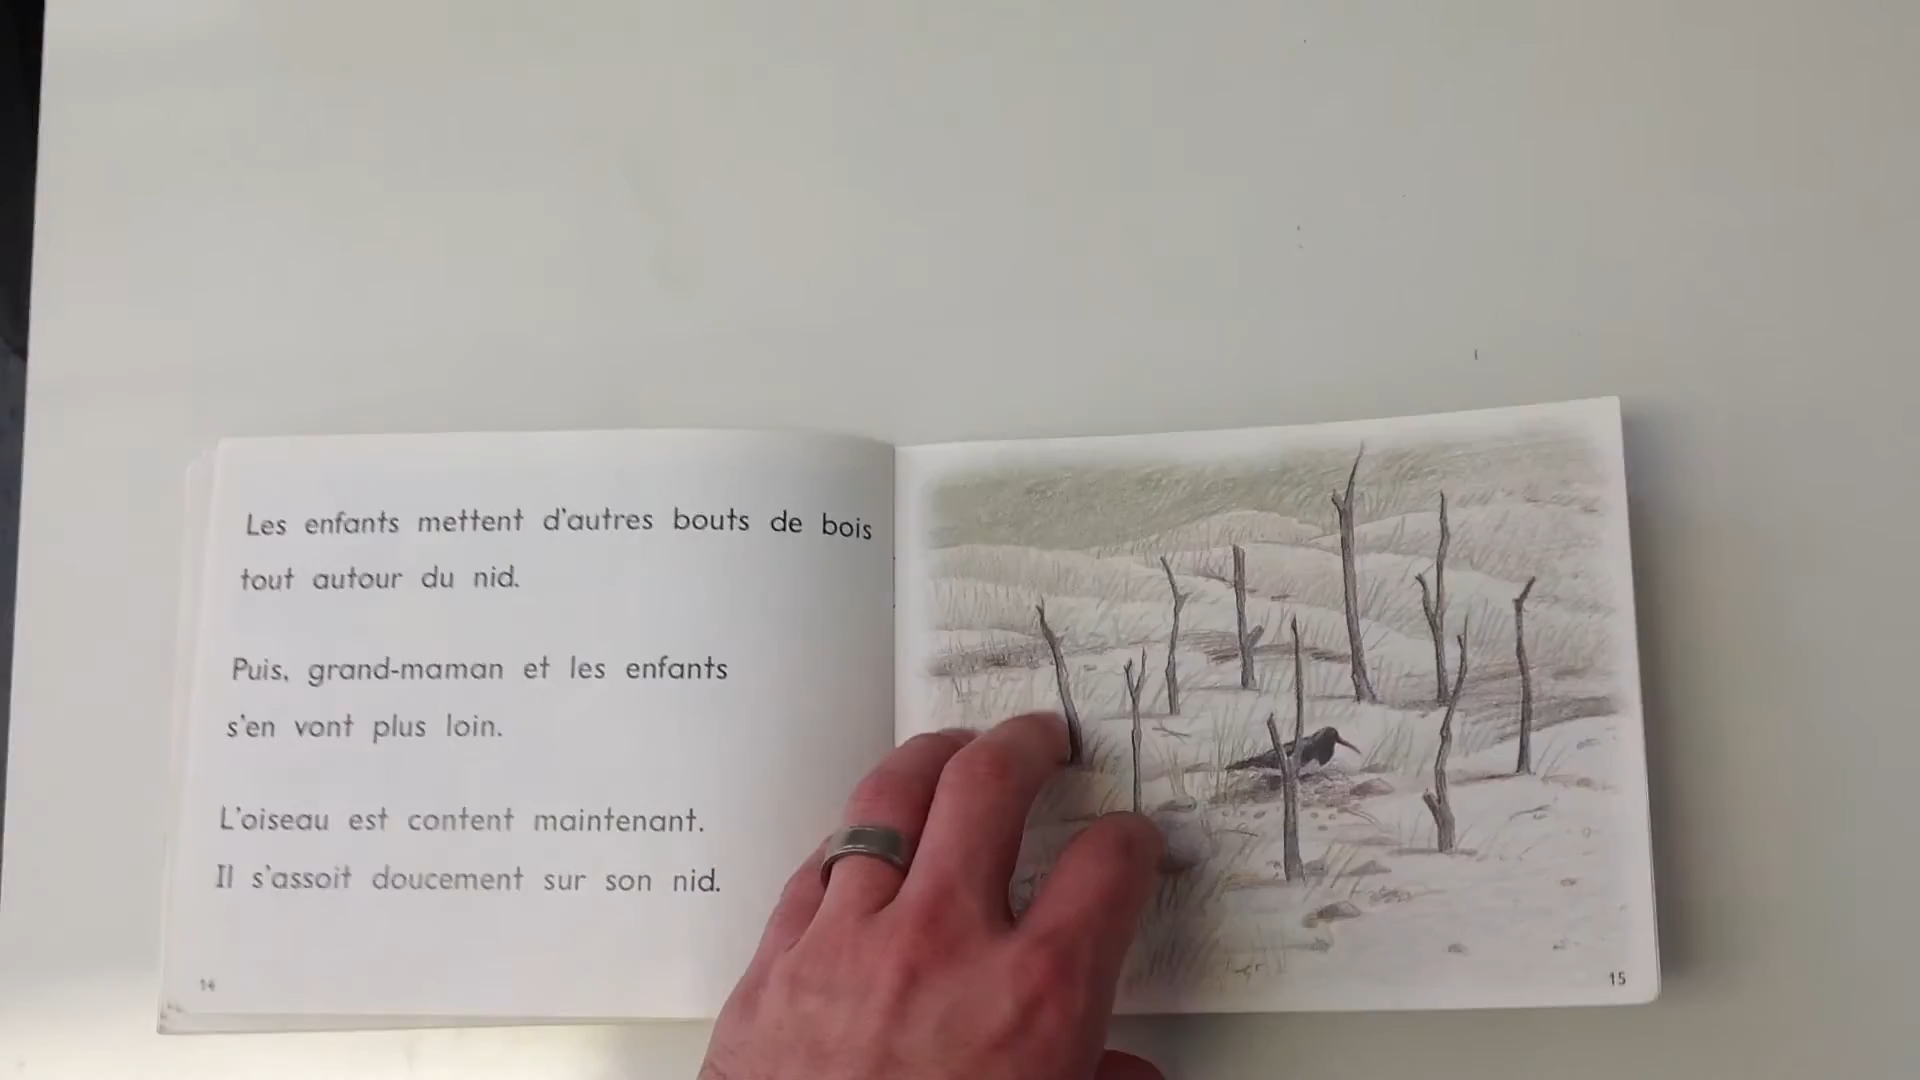 Les enfants mettent d'autres bouts de bois
tout autour du nid.
Puis, grand-maman et les enfants
s'en vont plus loin.
L'oiseau est content maintenant.
Il s'assoit doucement sur son nid.
14
15